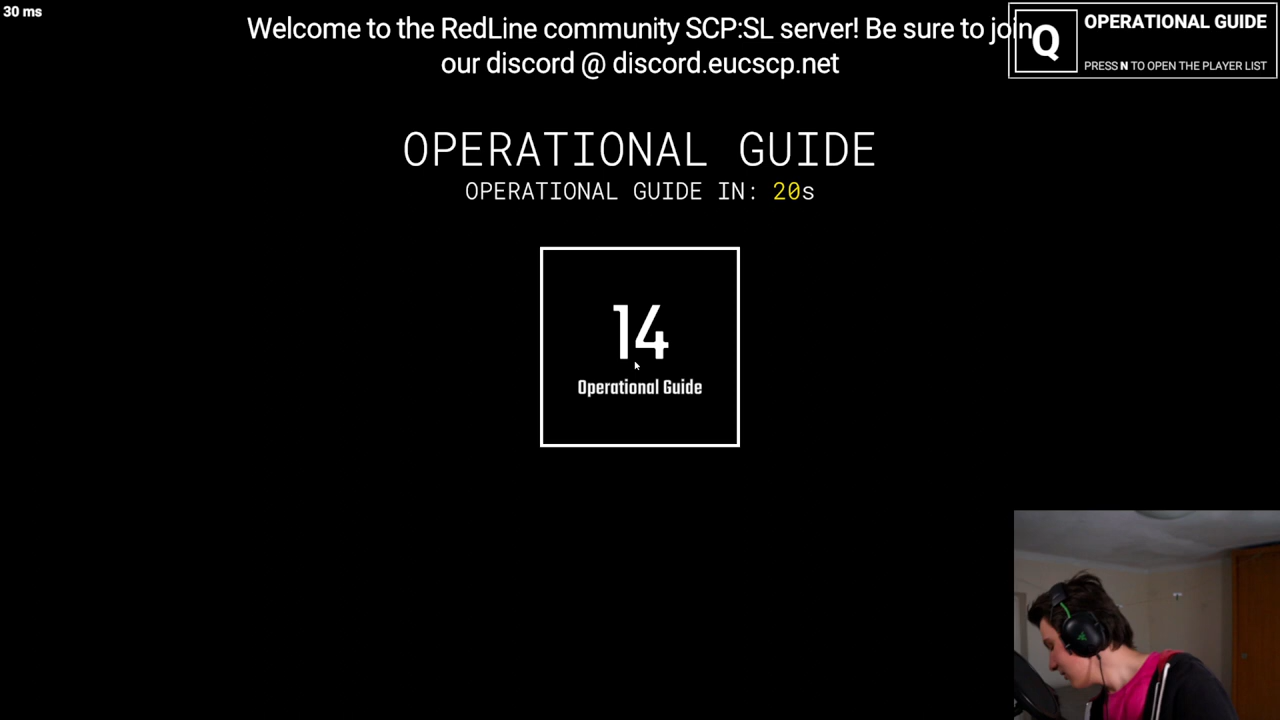 30 ms
Welcome to the RedLine community SCP:SL server! Be sure to join
our discord @ discord.eucscp.net
Q
OPERATIONAL GUIDE
PRESS N TO OPEN THE PLAYER LIST
OPERATIONAL GUIDE
OPERATIONAL GUIDE IN: 20s
14
Operational Guide